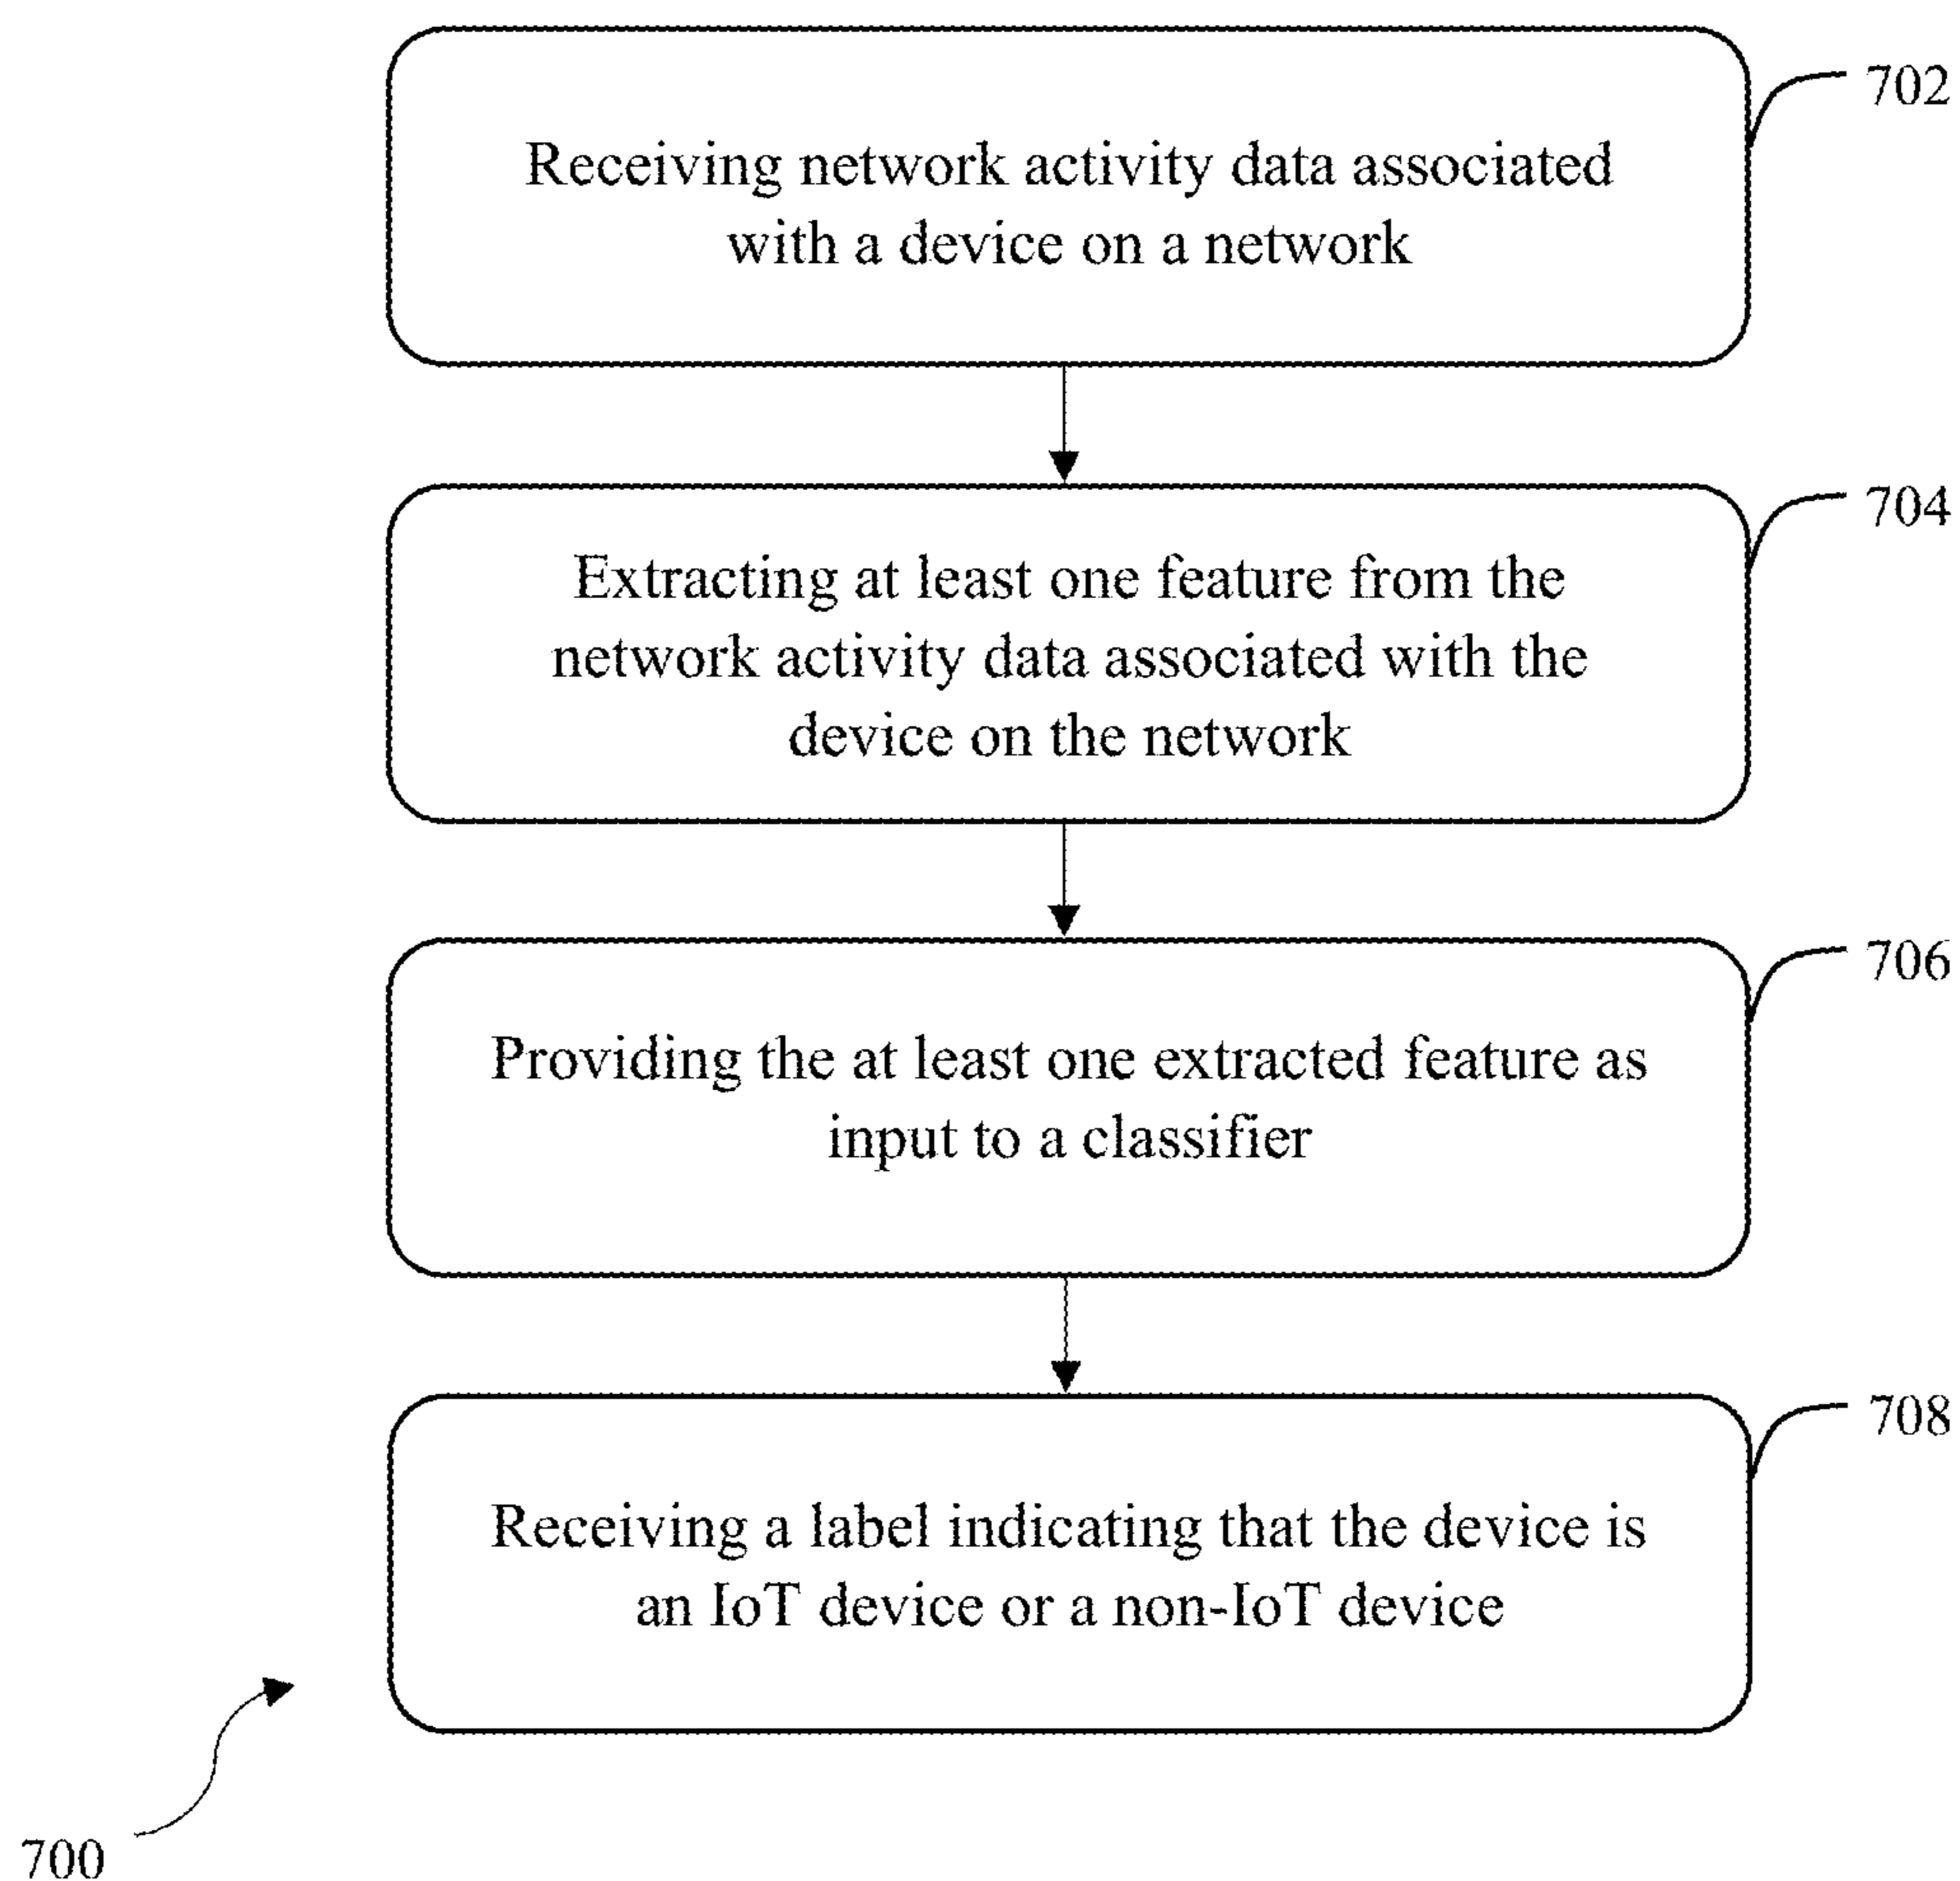 702
Receiving network activity data associated
with a device on a network
704
Extracting at least one feature from the
network activity data associated with the
device on the network
706
Providing the at least one extracted feature as
input to a classifier
708
Receiving a label indicating that the device is
an IoT device or a non-IoT device
700